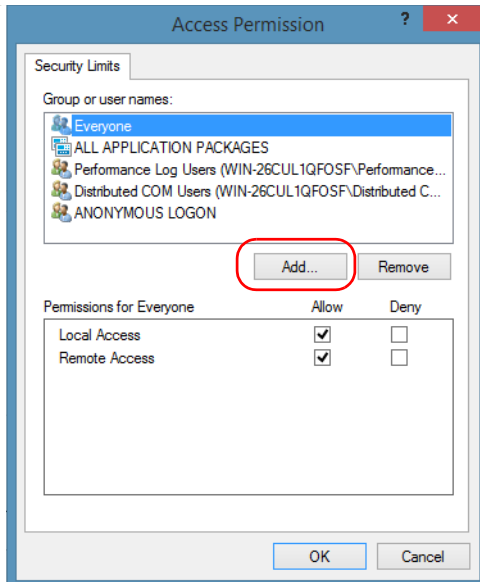 Access Permission
?
×
Security Limits
Group or user names:
Everyone
ALL APPLICATION PACKAGES
Performance Log Users (WIN-26CUL1QFOSF\Performance...
Distributed COM Users (WIN-26CUL1QFOSF\Distributed C...
ANONYMOUS LOGON
Add... Remove
Permissions for Everyone Allow Deny
Local Access
Remote Access
OK Cancel